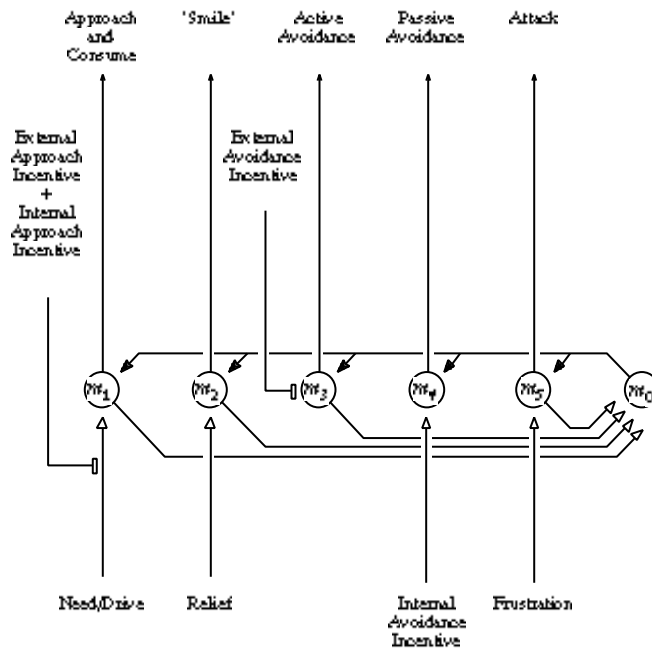 Approach
and
Consume
'Smile'
Active
Avoidance
Passive
Avoidance
Attack
External
Approach
Incentive
+
Internal
Approach
Incentive
External
Avoidance
Incentive
m1
m2
m3
m4
m5
m0
Need/Drive
Relief
Internal
Avoidance
Incentive
Frustration